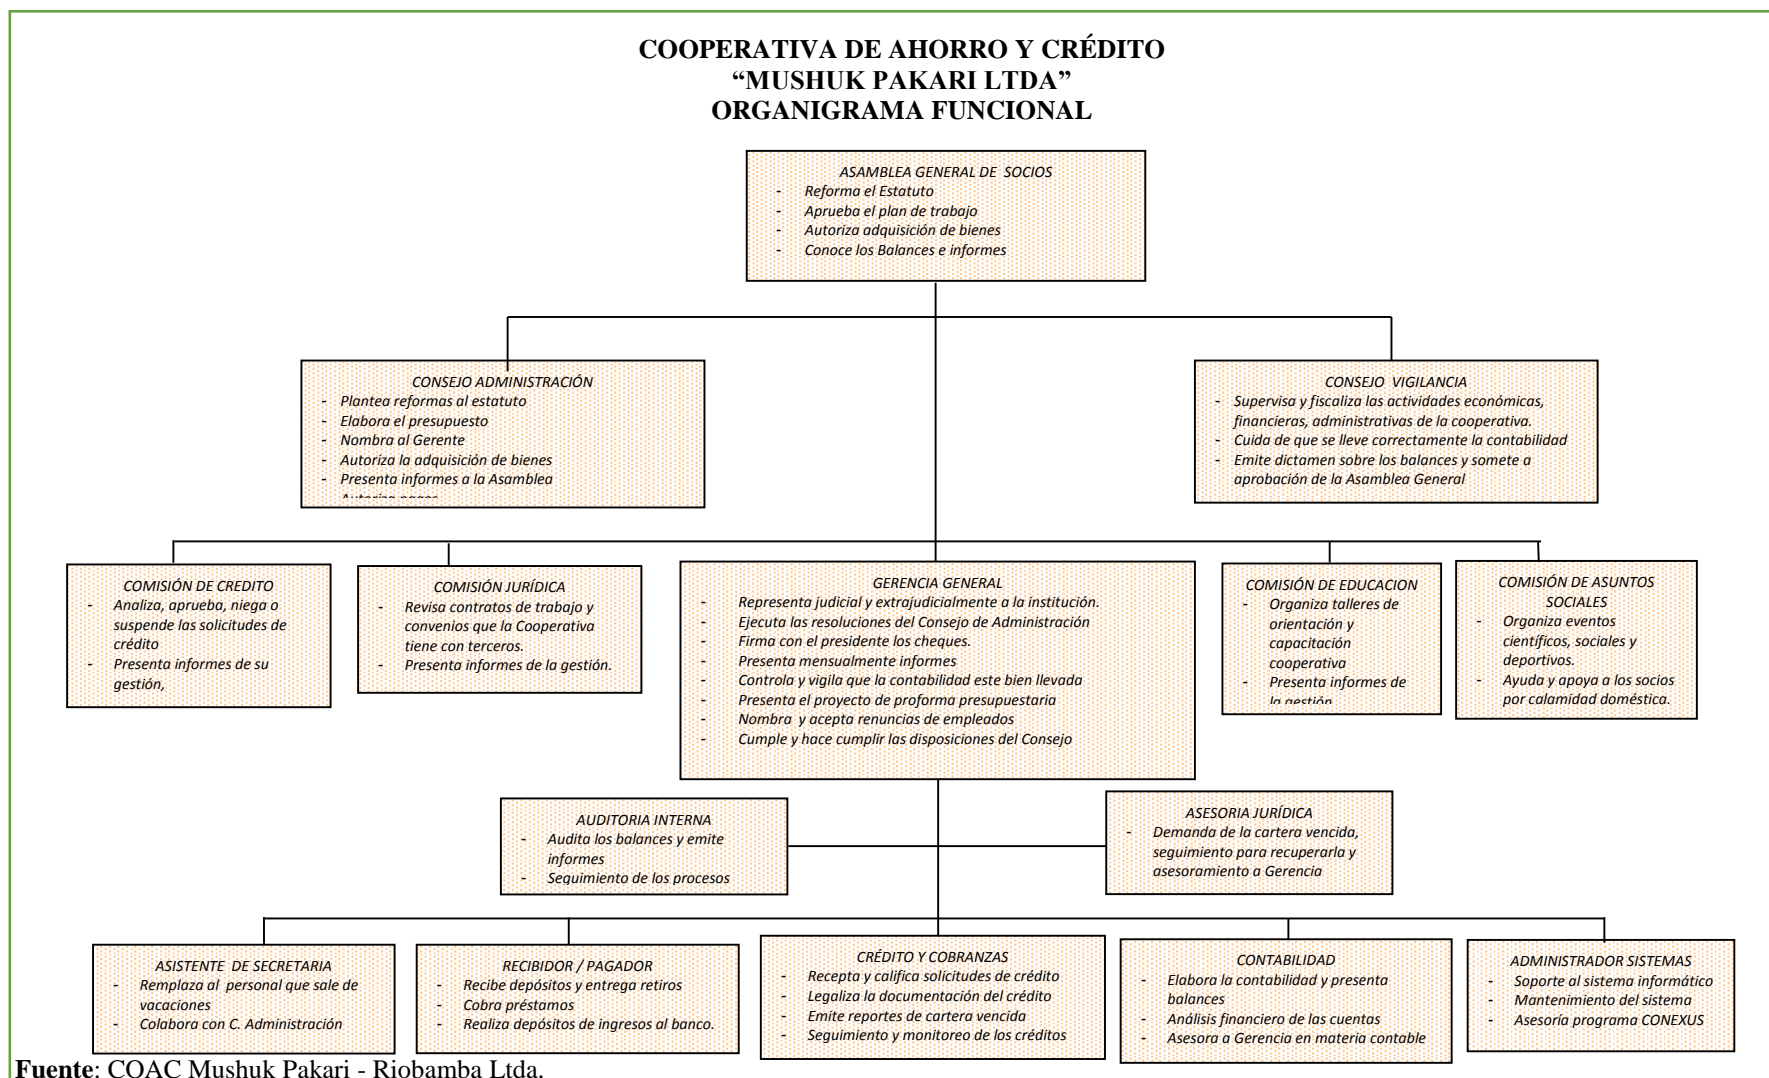 COOPERATIVA DE AHORRO Y CRÉDITO
“MUSHUK PAKARI LTDA”
ORGANIGRAMA FUNCIONAL
ASAMBLEA GENERAL DE SOCIOS
- Reforma el Estatuto
- Aprueba el plan de trabajo
- Autoriza adquisición de bienes
- Conoce los Balances e informes
CONSEJO ADMINISTRACIÓN
- Plantea reformas al estatuto
- Elabora el presupuesto
- Nombra al Gerente
- Autoriza la adquisición de bienes
- Presenta informes a la Asamblea
- Autoriza pagos
CONSEJO VIGILANCIA
- Supervisa y fiscaliza las actividades económicas,
financieras, administrativas de la cooperativa.
- Cuida de que se lleve correctamente la contabilidad
- Emite dictamen sobre los balances y somete a
aprobación de la Asamblea General
COMISIÓN DE CREDITO
- Analiza, aprueba, niega o
suspende las solicitudes de
crédito
- Presenta informes de su
gestión,
COMISIÓN JURÍDICA
- Revisa contratos de trabajo y
convenios que la Cooperativa
tiene con terceros.
- Presenta informes de la gestión.
GERENCIA GENERAL
- Representa judicial y extrajudicialmente a la institución.
- Ejecuta las resoluciones del Consejo de Administración
- Firma con el presidente los cheques.
- Presenta mensualmente informes
- Controla y vigila que la contabilidad este bien llevada
- Presenta el proyecto de proforma presupuestaria
- Nombra y acepta renuncias de empleados
- Cumple y hace cumplir las disposiciones del Consejo
COMISIÓN DE EDUCACION
- Organiza talleres de
orientación y
capacitación
cooperativa
- Presenta informes de
la gestión
COMISIÓN DE ASUNTOS
SOCIALES
- Organiza eventos
científicos, sociales y
deportivos.
- Ayuda y apoya a los socios
por calamidad doméstica.
AUDITORIA INTERNA
- Audita los balances y emite
informes
- Seguimiento de los procesos
ASESORIA JURÍDICA
- Demanda de la cartera vencida,
seguimiento para recuperarla y
asesoramiento a Gerencia
ASISTENTE DE SECRETARIA
- Remplaza al personal que sale de
vacaciones
- Colabora con C. Administración
RECIBIDOR / PAGADOR
- Recibe depósitos y entrega retiros
- Cobra préstamos
- Realiza depósitos de ingresos al banco.
CRÉDITO Y COBRANZAS
- Recepta y califica solicitudes de crédito
- Legaliza la documentación del crédito
- Emite reportes de cartera vencida
- Seguimiento y monitoreo de los créditos
CONTABILIDAD
- Elabora la contabilidad y presenta
balances
- Análisis financiero de las cuentas
- Asesora a Gerencia en materia contable
ADMINISTRADOR SISTEMAS
- Soporte al sistema informático
- Mantenimiento del sistema
- Asesoría programa CONEXUS
Fuente: COAC Mushuk Pakari - Riobamba Ltda.